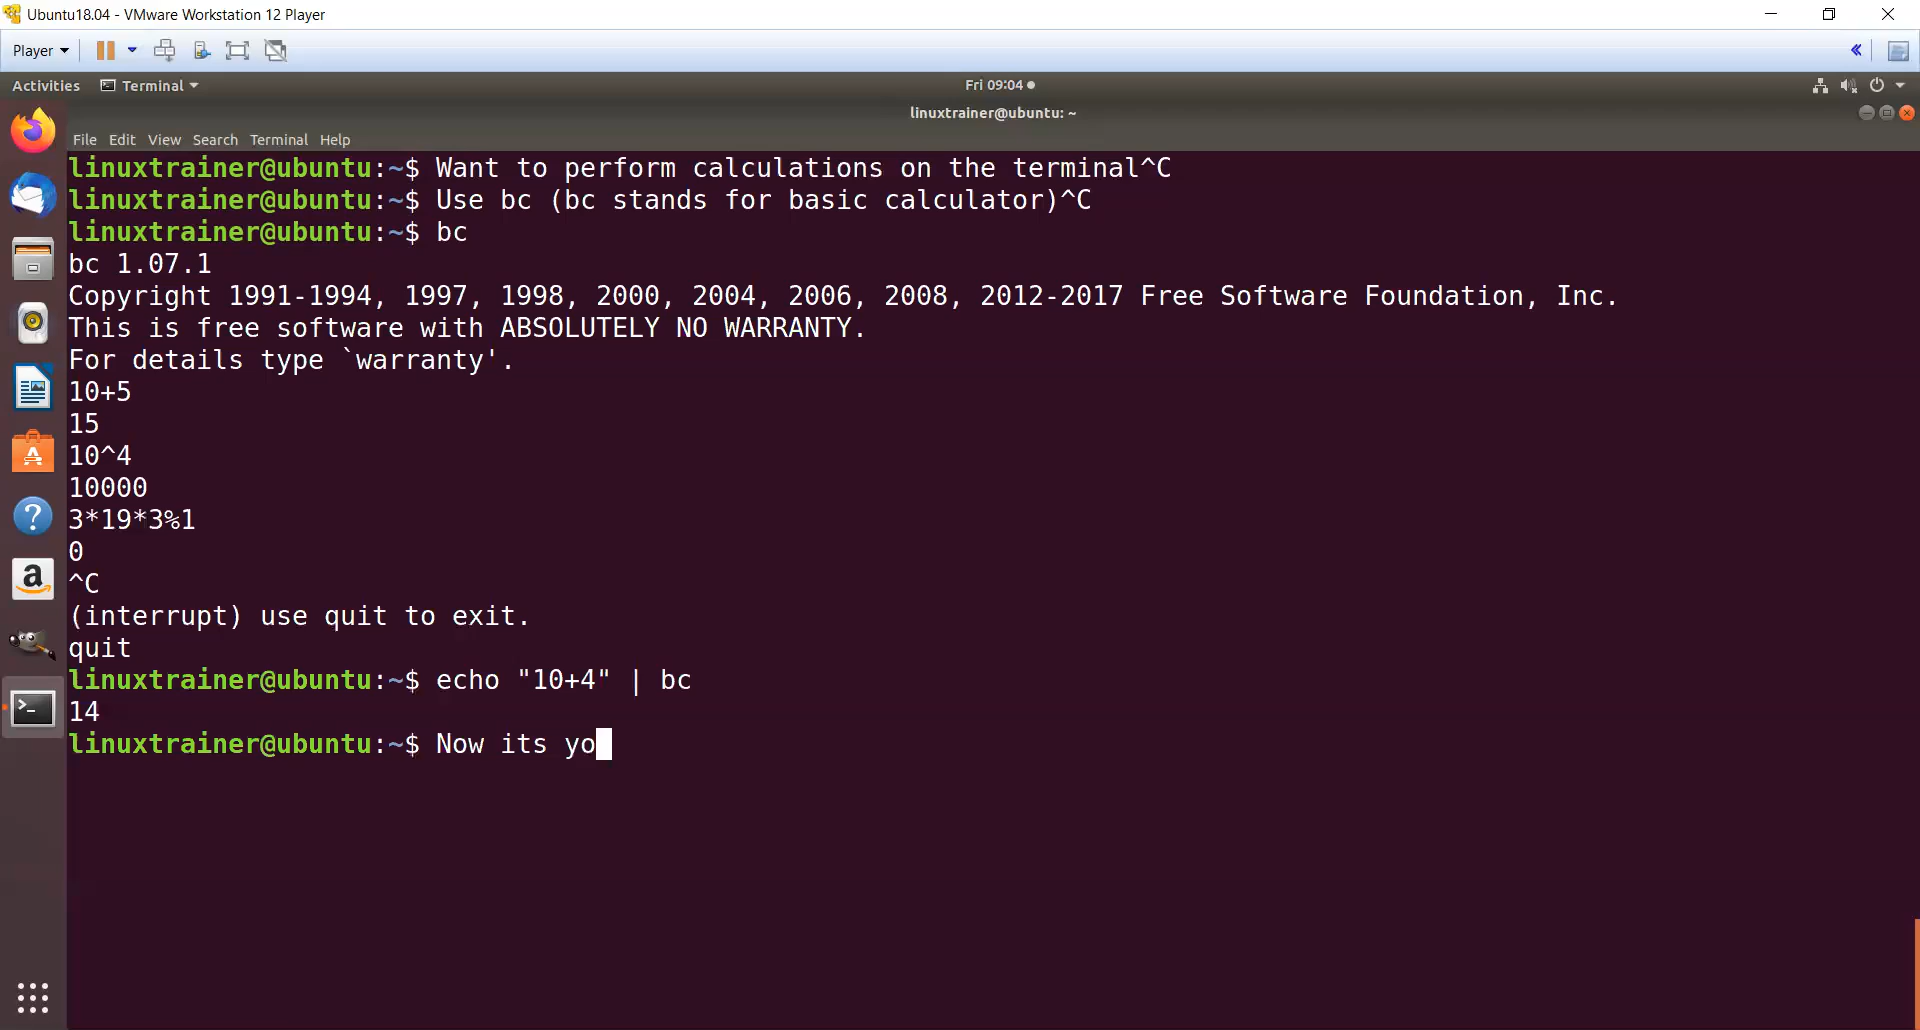 Ubuntu18.04 - VMware Workstation 12 Player
Player
Activities Terminal Fri 09:04
linuxtrainer@ubuntu: ~
File Edit View Search Terminal Help
linuxtrainer@ubuntu:~$ Want to perform calculations on the terminal^C
linuxtrainer@ubuntu:~$ Use bc (bc stands for basic calculator)^C
linuxtrainer@ubuntu:~$ bc
bc 1.07.1
Copyright 1991-1994, 1997, 1998, 2000, 2004, 2006, 2008, 2012-2017 Free Software Foundation, Inc.
This is free software with ABSOLUTELY NO WARRANTY.
For details type `warranty'.
10+5
15
10^4
10000
3*19*3%1
0
^C
(interrupt) use quit to exit.
quit
linuxtrainer@ubuntu:~$ echo "10+4" | bc
14
linuxtrainer@ubuntu:~$ Now its yo